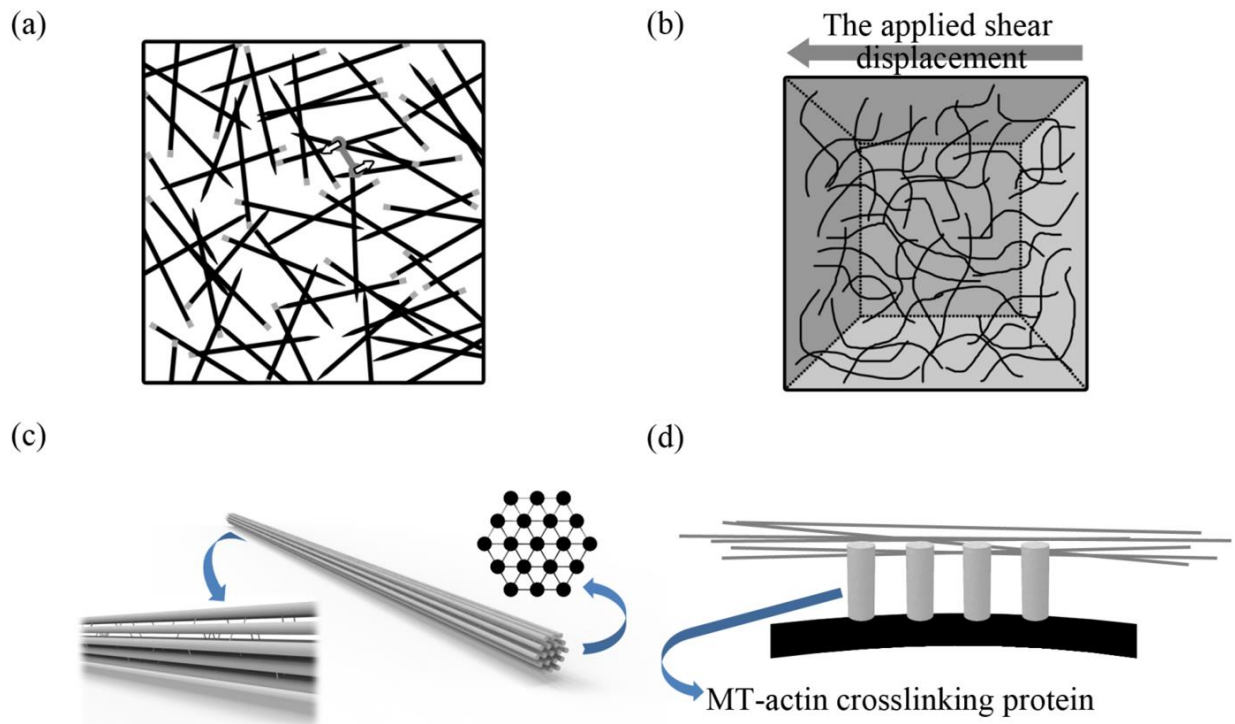 (a)
(b)
The applied shear
displacement
(c)
(d)
MT-actin crosslinking protein